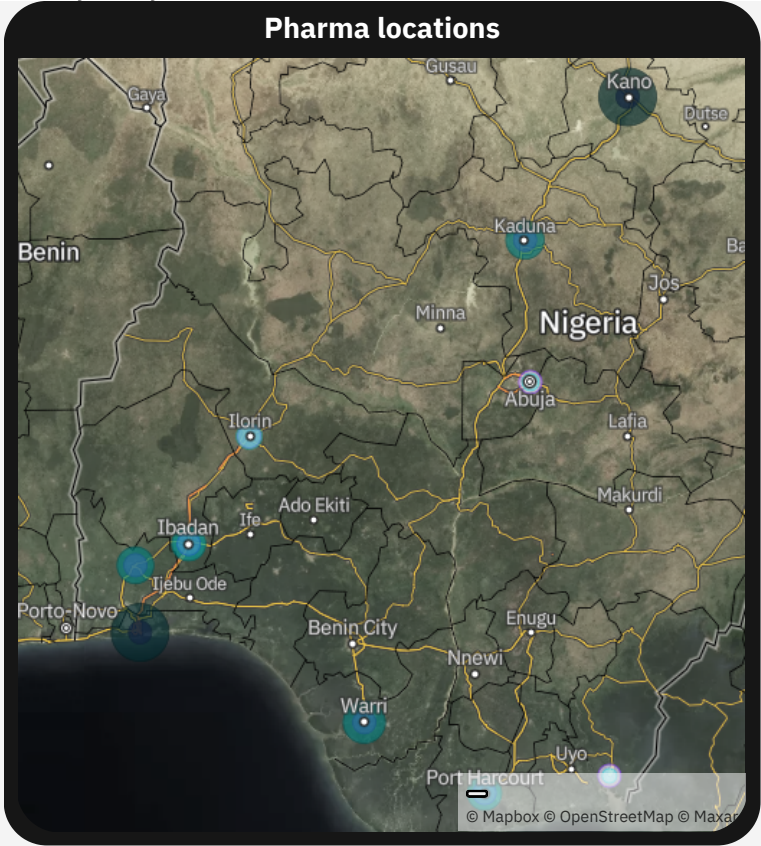 Pharma locations
Gusau
Kano
Gaya
Dutse
Kaduna
Benin
Jos
Minna
Nigeria
Abuja
Ilorin
Lafia
Makurdi
Ado Ekiti
Ife
Ibadan
Ijebu Ode
Porto-Novo
Enugu
Benin City
Nnewi
Warri
Uyo
Port Harcourt
© Mapbox © OpenStreetMap © Maxar